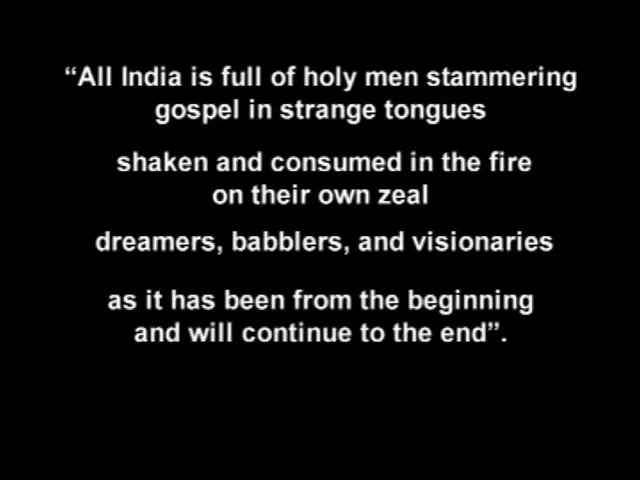 “All India is full of holy men stammering
gospel in strange tongues
shaken and consumed in the fire
on their own zeal
dreamers, babblers, and visionaries
as it has been from the beginning
and will continue to the end”.